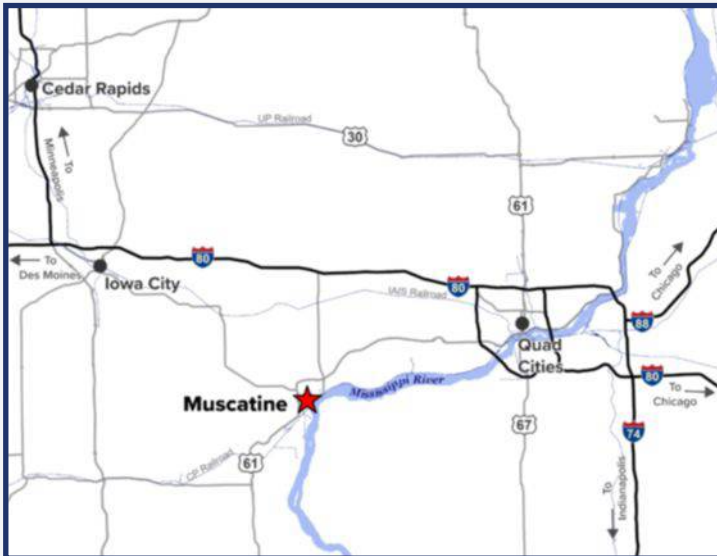 Cedar Rapids
UP Railroad
30
To
Minneapolis
61
80
To
Des Moines
Iowa City
80
IAIS Railroad
To
Chicago
88
Quad
Cities
80
To
Chicago
Mississippi River
Muscatine
67
74
CP Railroad
61
To
Indianapolis